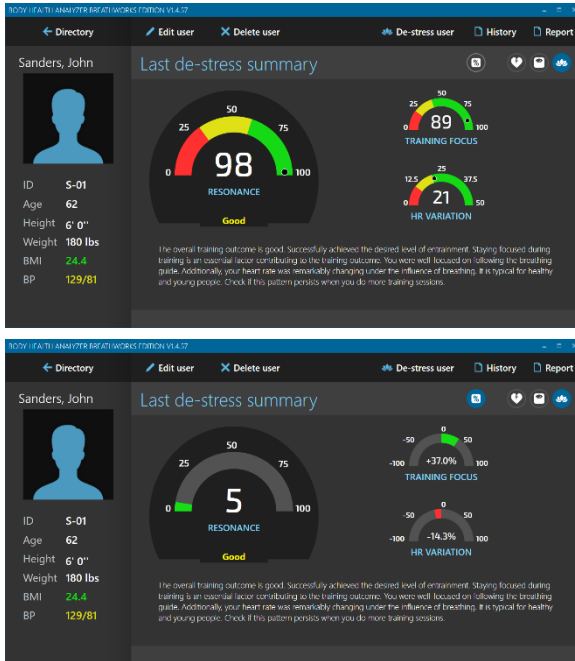 BODY HEALTH ANALYZER BREATHWORKS EDITION V1.4.57
Directory Edit user Delete user De-stress user History Report
Sanders, John
Last de-stress summary
25 50 75
0 100
98
RESONANCE
Good
25 50 75
0 100
89
TRAINING FOCUS
12.5 25 37.5
0 50
21
HR VARIATION
ID S-01
Age 62
Height 6' 0''
Weight 180 lbs
BMI 24.4
BP 129/81
The overall training outcome is good. Successfully achieved the desired level of entrainment. Staying focused during
training is an essential factor contributing to the training outcome. You were well-focused on following the breathing
guide. Additionally, your heart rate was remarkably changing under the influence of breathing. It is typical for healthy
and young people. Check if this pattern persists when you do more training sessions.
BODY HEALTH ANALYZER BREATHWORKS EDITION V1.4.57
Directory Edit user Delete user De-stress user History Report
Sanders, John
Last de-stress summary
25 50 75
0 100
5
RESONANCE
Good
-50 0 50
-100 100
+37.0%
TRAINING FOCUS
-50 0 50
-100 100
-14.3%
HR VARIATION
ID S-01
Age 62
Height 6' 0''
Weight 180 lbs
BMI 24.4
BP 129/81
The overall training outcome is good. Successfully achieved the desired level of entrainment. Staying focused during
training is an essential factor contributing to the training outcome. You were well-focused on following the breathing
guide. Additionally, your heart rate was remarkably changing under the influence of breathing. It is typical for healthy
and young people. Check if this pattern persists when you do more training sessions.